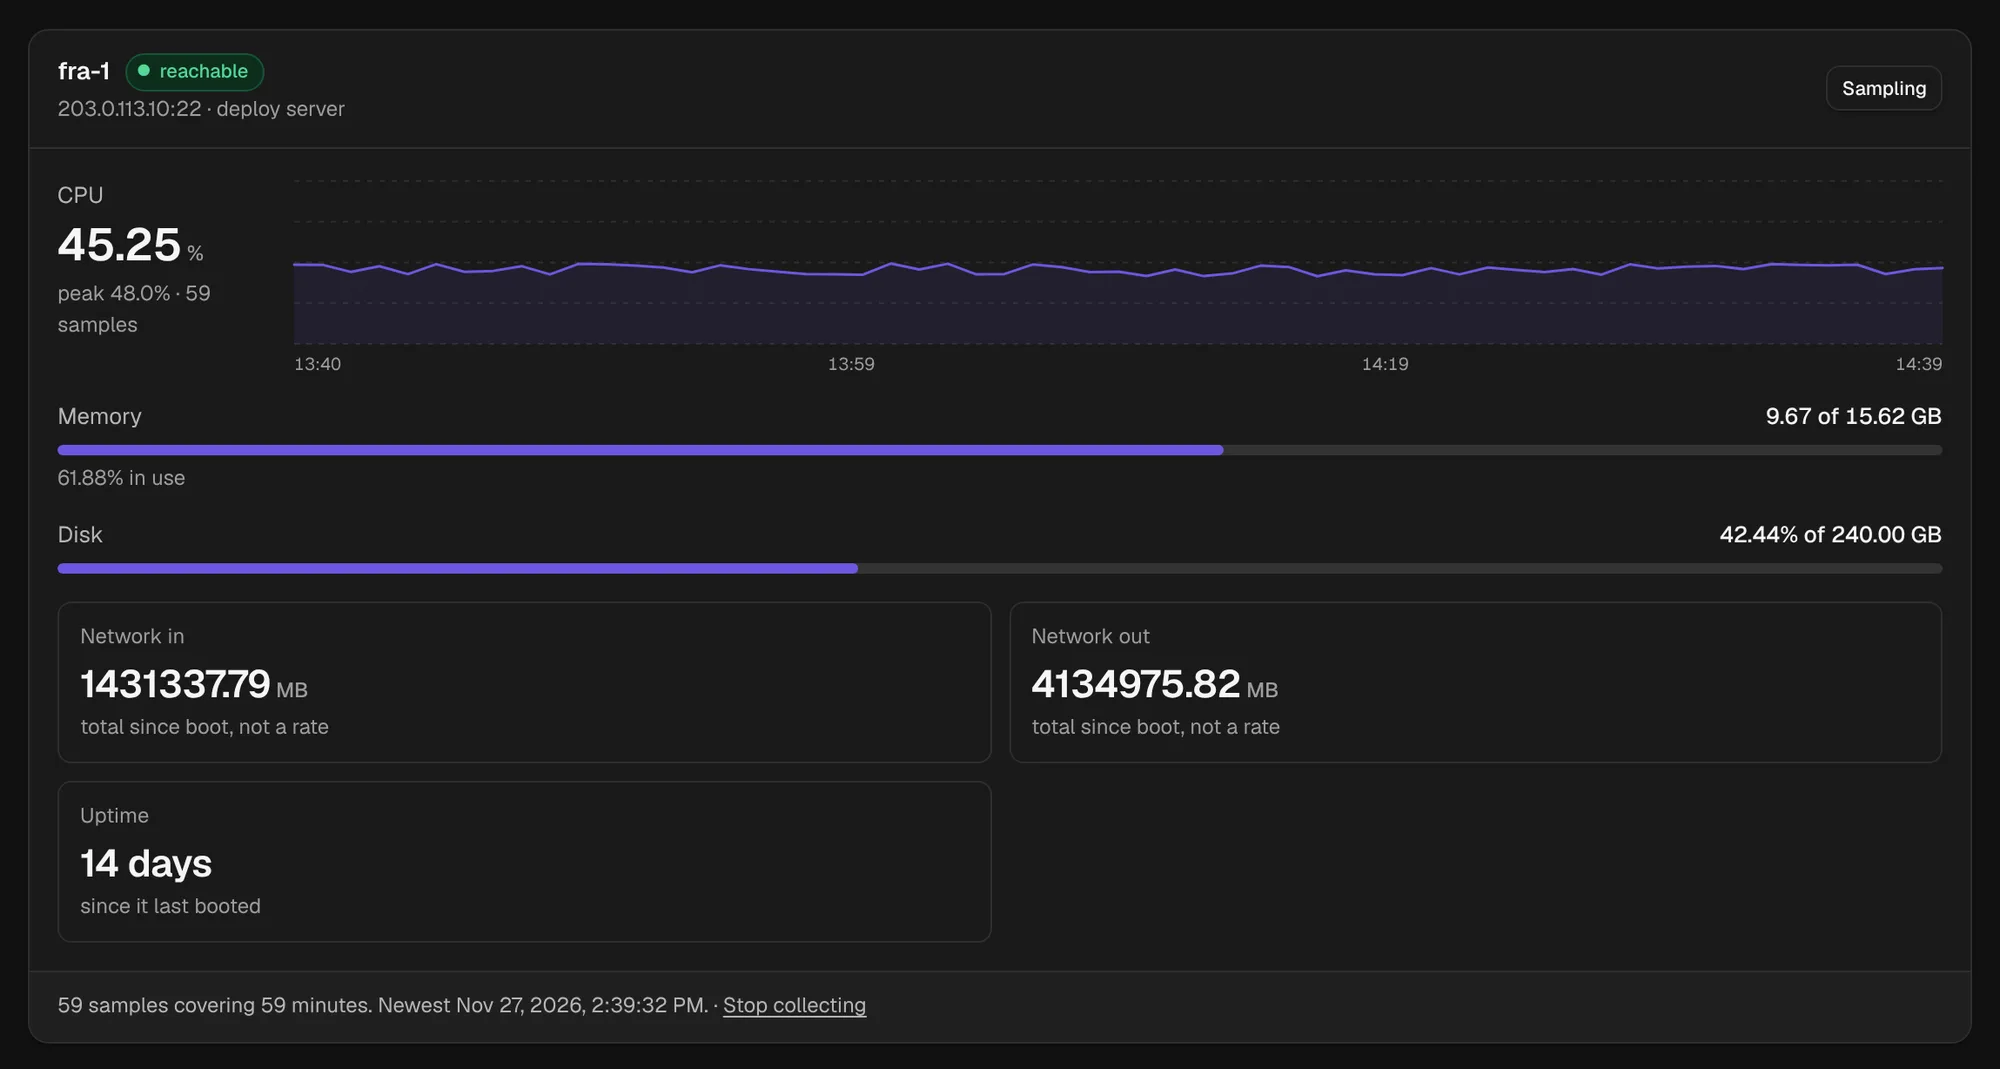 fra-1 reachable
203.0.113.10:22 · deploy server
Sampling
CPU
45.25 %
peak 48.0% · 59
samples
13:40 13:59 14:19 14:39
Memory 9.67 of 15.62 GB
61.88% in use
Disk 42.44% of 240.00 GB
Network in
1431337.79 MB
total since boot, not a rate
Network out
4134975.82 MB
total since boot, not a rate
Uptime
14 days
since it last booted
59 samples covering 59 minutes. Newest Nov 27, 2026, 2:39:32 PM. · Stop collecting